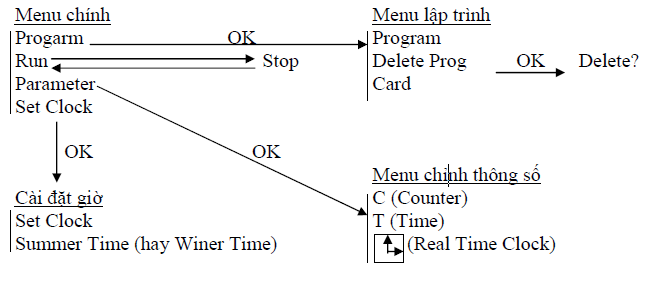 Menu chính
Progarm
Run
Parameter
Set Clock
OK
Stop
Menu lập trình
Program
Delete Prog
Card
OK
Delete?
OK
OK
Cài đặt giờ
Set Clock
Summer Time (hay Winer Time)
Menu chỉnh thông số
C (Counter)
T (Time)
(Real Time Clock)